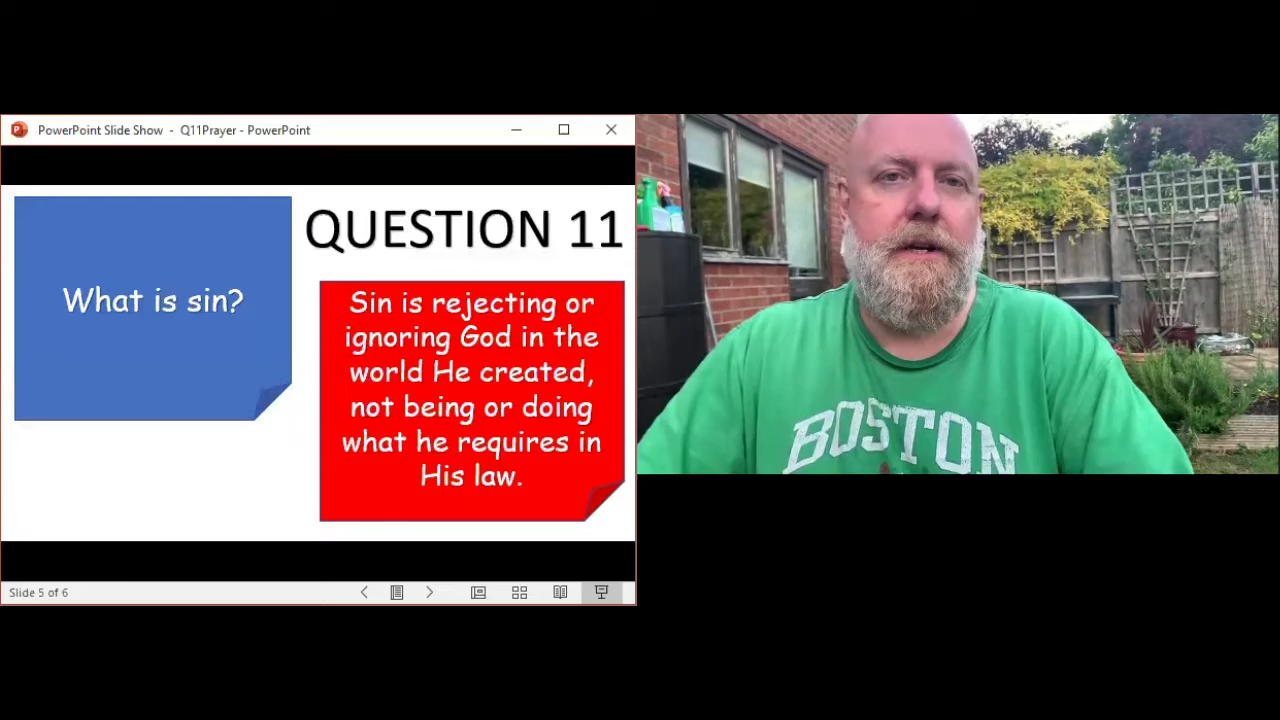 PowerPoint Slide Show - Q11Prayer - PowerPoint
QUESTION 11
What is sin?
Sin is rejecting or
ignoring God in the
world He created,
not being or doing
what he requires in
His law.
BOSTON
Slide 5 of 6